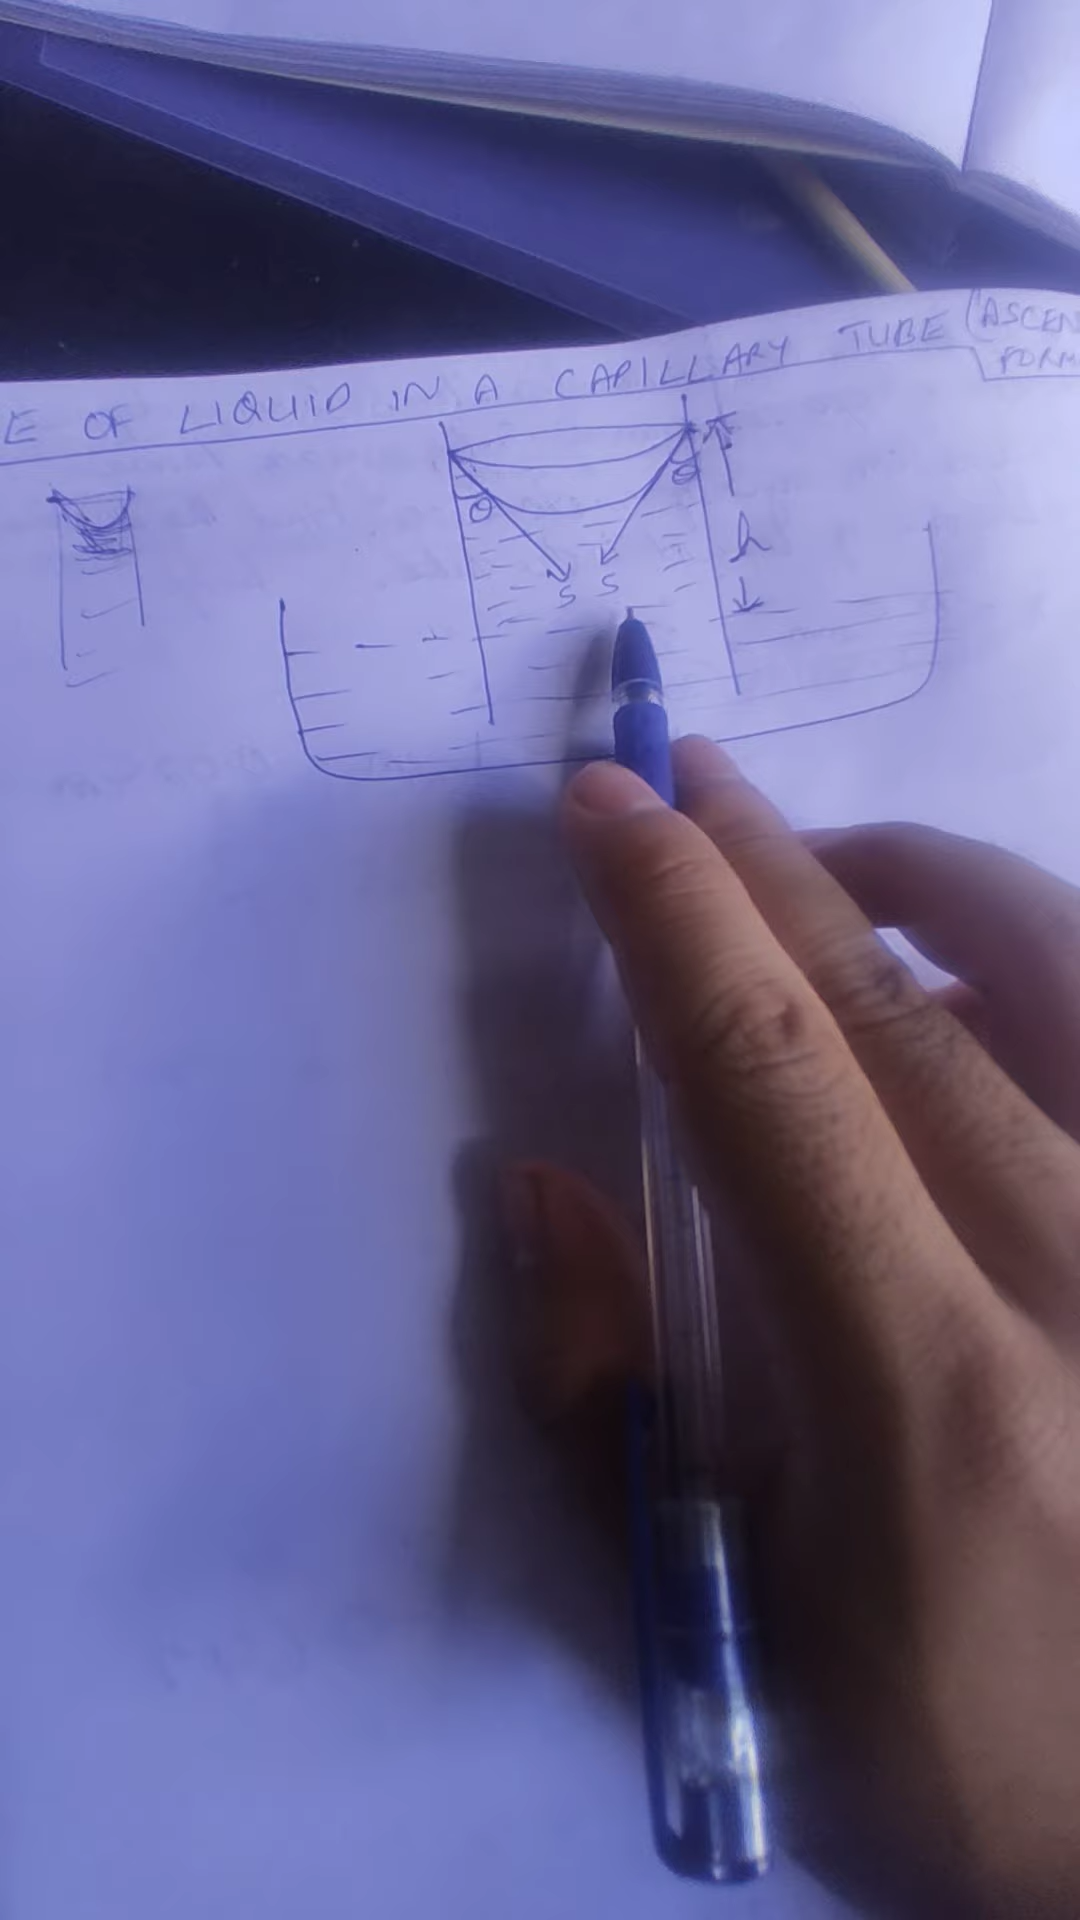 E OF LIQUID IN A CAPILLARY TUBE (ASCEN
FORM
θ
θ
h
S S